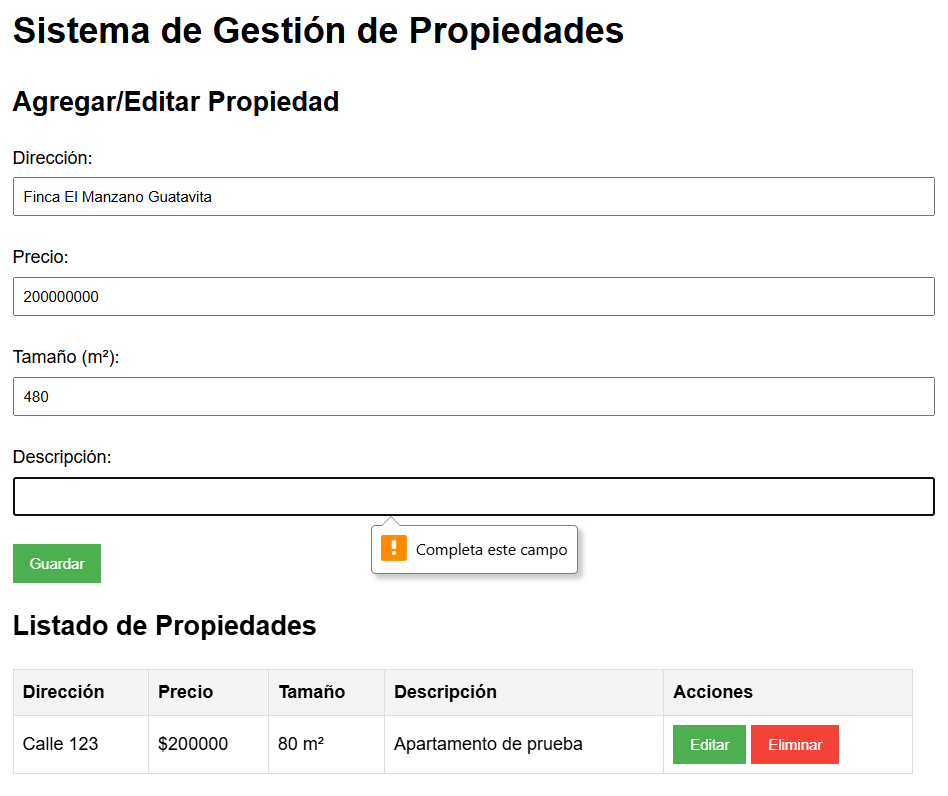 Sistema de Gestión de Propiedades
Agregar/Editar Propiedad
Dirección:
Finca El Manzano Guatavita
Precio:
200000000
Tamaño (m²):
480
Descripción:
Completa este campo
Guardar
Listado de Propiedades
Dirección Precio Tamaño Descripción Acciones
Calle 123 $200000 80 m² Apartamento de prueba Editar Eliminar